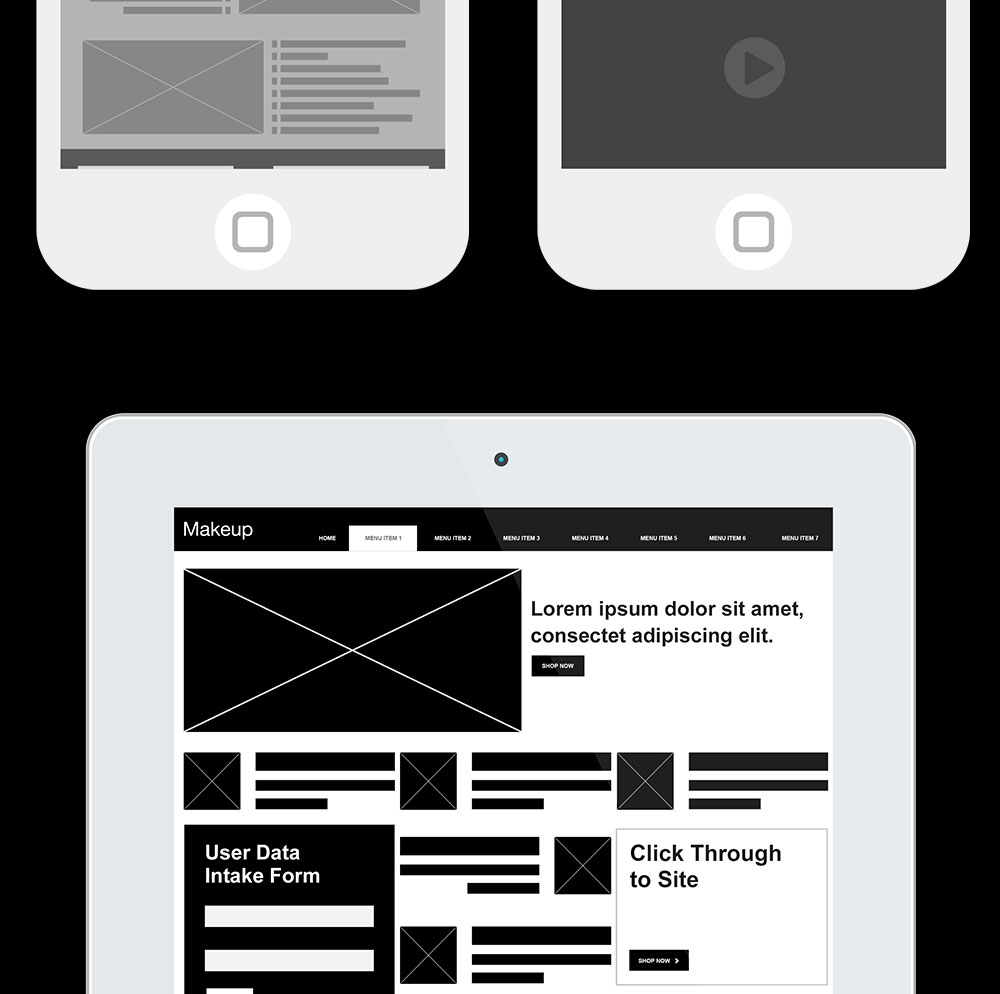 Makeup
HOME MENU ITEM 1 MENU ITEM 2 MENU ITEM 3 MENU ITEM 4 MENU ITEM 5 MENU ITEM 6 MENU ITEM 7
Lorem ipsum dolor sit amet,
consectet adipiscing elit.
SHOP NOW
User Data
Intake Form
Click Through
to Site
SHOP NOW